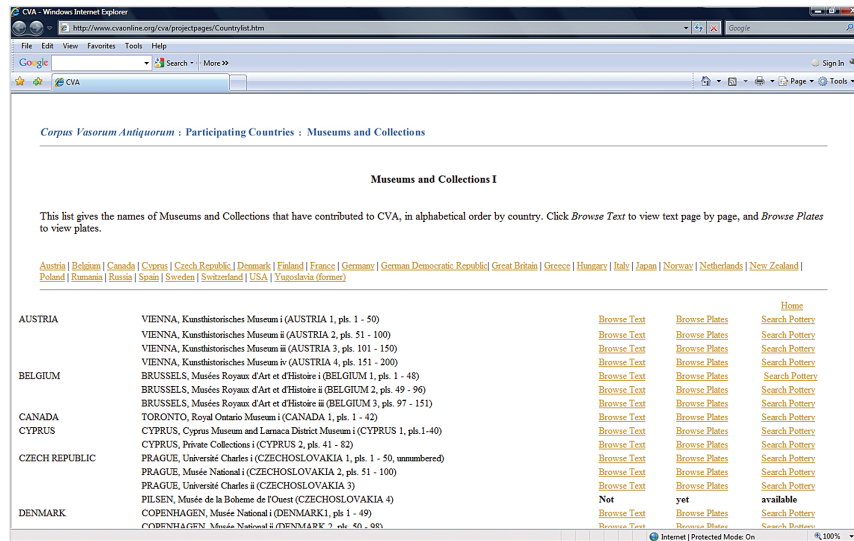 CVA - Windows Internet Explorer
http://www.cvaonline.org/cva/projectpages/Countrylist.htm
Google
File Edit View Favorites Tools Help
Google Search More >> Sign In
CVA Page Tools
Corpus Vasorum Antiquorum : Participating Countries : Museums and Collections
Museums and Collections I
This list gives the names of Museums and Collections that have contributed to CVA, in alphabetical order by country. Click Browse Text to view text page by page, and Browse Plates
to view plates.
Austria | Belgium | Canada | Cyprus | Czech Republic | Denmark | Finland | France | Germany | German Democratic Republic| Great Britain | Greece | Hungary | Italy | Japan | Norway | Netherlands | New Zealand |
Poland | Rumania | Russia | Spain | Sweden | Switzerland | USA | Yugoslavia (former)
Home
AUSTRIA VIENNA, Kunsthistorisches Museum i (AUSTRIA 1, pls. 1 - 50) Browse Text Browse Plates Search Pottery
VIENNA, Kunsthistorisches Museum ii (AUSTRIA 2, pls. 51 - 100) Browse Text Browse Plates Search Pottery
VIENNA, Kunsthistorisches Museum iii (AUSTRIA 3, pls. 101 - 150) Browse Text Browse Plates Search Pottery
VIENNA, Kunsthistorisches Museum iv (AUSTRIA 4, pls. 151 - 200) Browse Text Browse Plates Search Pottery
BELGIUM BRUSSELS, Musées Royaux d'Art et d'Histoire i (BELGIUM 1, pls. 1 - 48) Browse Text Browse Plates Search Pottery
BRUSSELS, Musées Royaux d'Art et d'Histoire ii (BELGIUM 2, pls. 49 - 96) Browse Text Browse Plates Search Pottery
BRUSSELS, Musées Royaux d'Art et d'Histoire iii (BELGIUM 3, pls. 97 - 151) Browse Text Browse Plates Search Pottery
CANADA TORONTO, Royal Ontario Museum i (CANADA 1, pls. 1 - 42) Browse Text Browse Plates Search Pottery
CYPRUS CYPRUS, Cyprus Museum and Larnaca District Museum i (CYPRUS 1, pls.1-40) Browse Text Browse Plates Search Pottery
CYPRUS, Private Collections i (CYPRUS 2, pls. 41 - 82) Browse Text Browse Plates Search Pottery
CZECH REPUBLIC PRAGUE, Université Charles i (CZECHOSLOVAKIA 1, pls. 1 - 50, unnumbered) Browse Text Browse Plates Search Pottery
PRAGUE, Musée National i (CZECHOSLOVAKIA 2, pls. 51 - 100) Browse Text Browse Plates Search Pottery
PRAGUE, Université Charles ii (CZECHOSLOVAKIA 3) Browse Text Browse Plates Search Pottery
PILSEN, Musée de la Boheme de l'Ouest (CZECHOSLOVAKIA 4) Not yet available
DENMARK COPENHAGEN, Musée National i (DENMARK1, pls 1 - 49) Browse Text Browse Plates Search Pottery
COPENHAGEN, Musée National ii (DENMARK 2, pls. 50 - 98) Browse Text Browse Plates Search Pottery
Internet | Protected Mode: On 100%